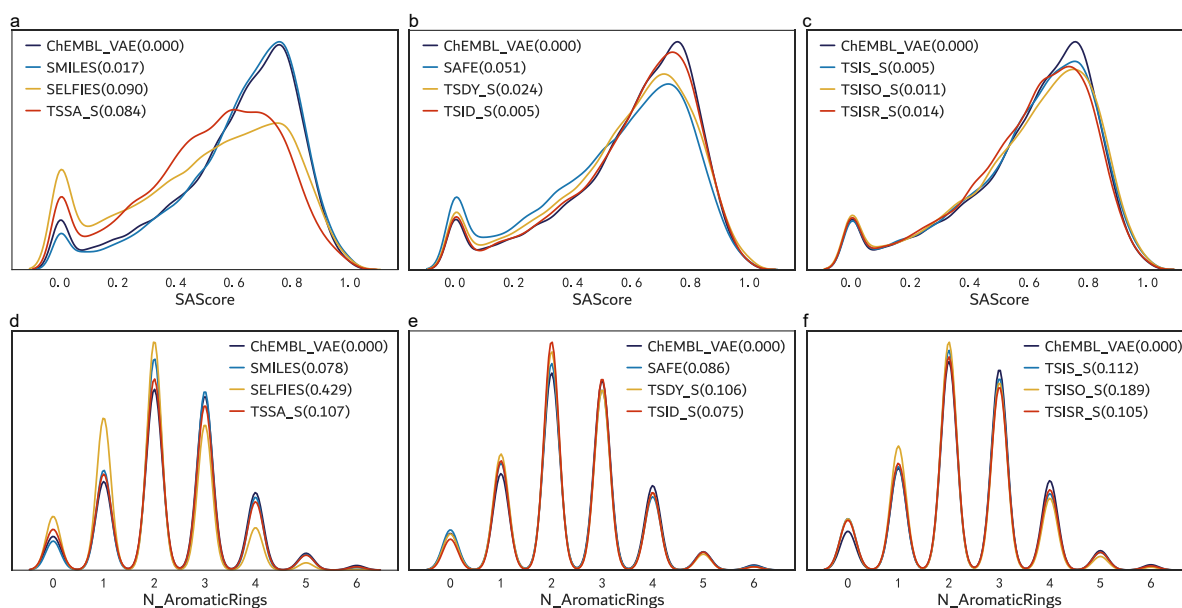 a
ChEMBL_VAE(0.000)
SMILES(0.017)
SELFIES(0.090)
TSSA_S(0.084)
0.0 0.2 0.4 0.6 0.8 1.0
SAScore
b
ChEMBL_VAE(0.000)
SAFE(0.051)
TSDY_S(0.024)
TSID_S(0.005)
0.0 0.2 0.4 0.6 0.8 1.0
SAScore
c
ChEMBL_VAE(0.000)
TSIS_S(0.005)
TSISO_S(0.011)
TSISR_S(0.014)
0.0 0.2 0.4 0.6 0.8 1.0
SAScore
d
ChEMBL_VAE(0.000)
SMILES(0.078)
SELFIES(0.429)
TSSA_S(0.107)
0 1 2 3 4 5 6
N_AromaticRings
e
ChEMBL_VAE(0.000)
SAFE(0.086)
TSDY_S(0.106)
TSID_S(0.075)
0 1 2 3 4 5 6
N_AromaticRings
f
ChEMBL_VAE(0.000)
TSIS_S(0.112)
TSISO_S(0.189)
TSISR_S(0.105)
0 1 2 3 4 5 6
N_AromaticRings